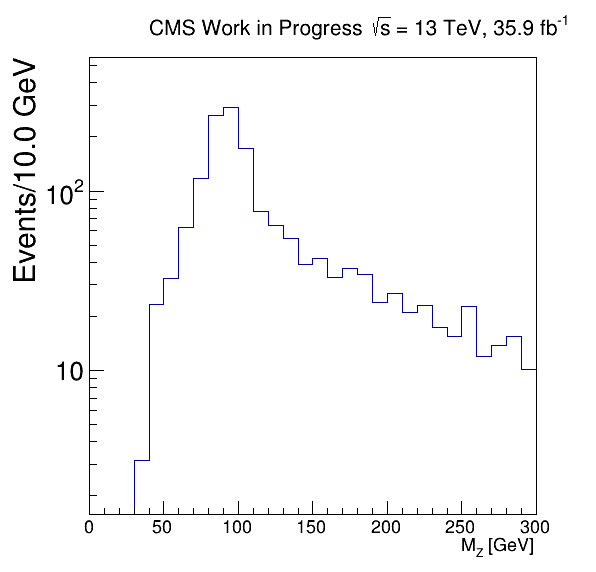 CMS Work in Progress √s = 13 TeV, 35.9 fb⁻¹
Events/10.0 GeV
10²
10
0 50 100 150 200 250 300
M_Z [GeV]